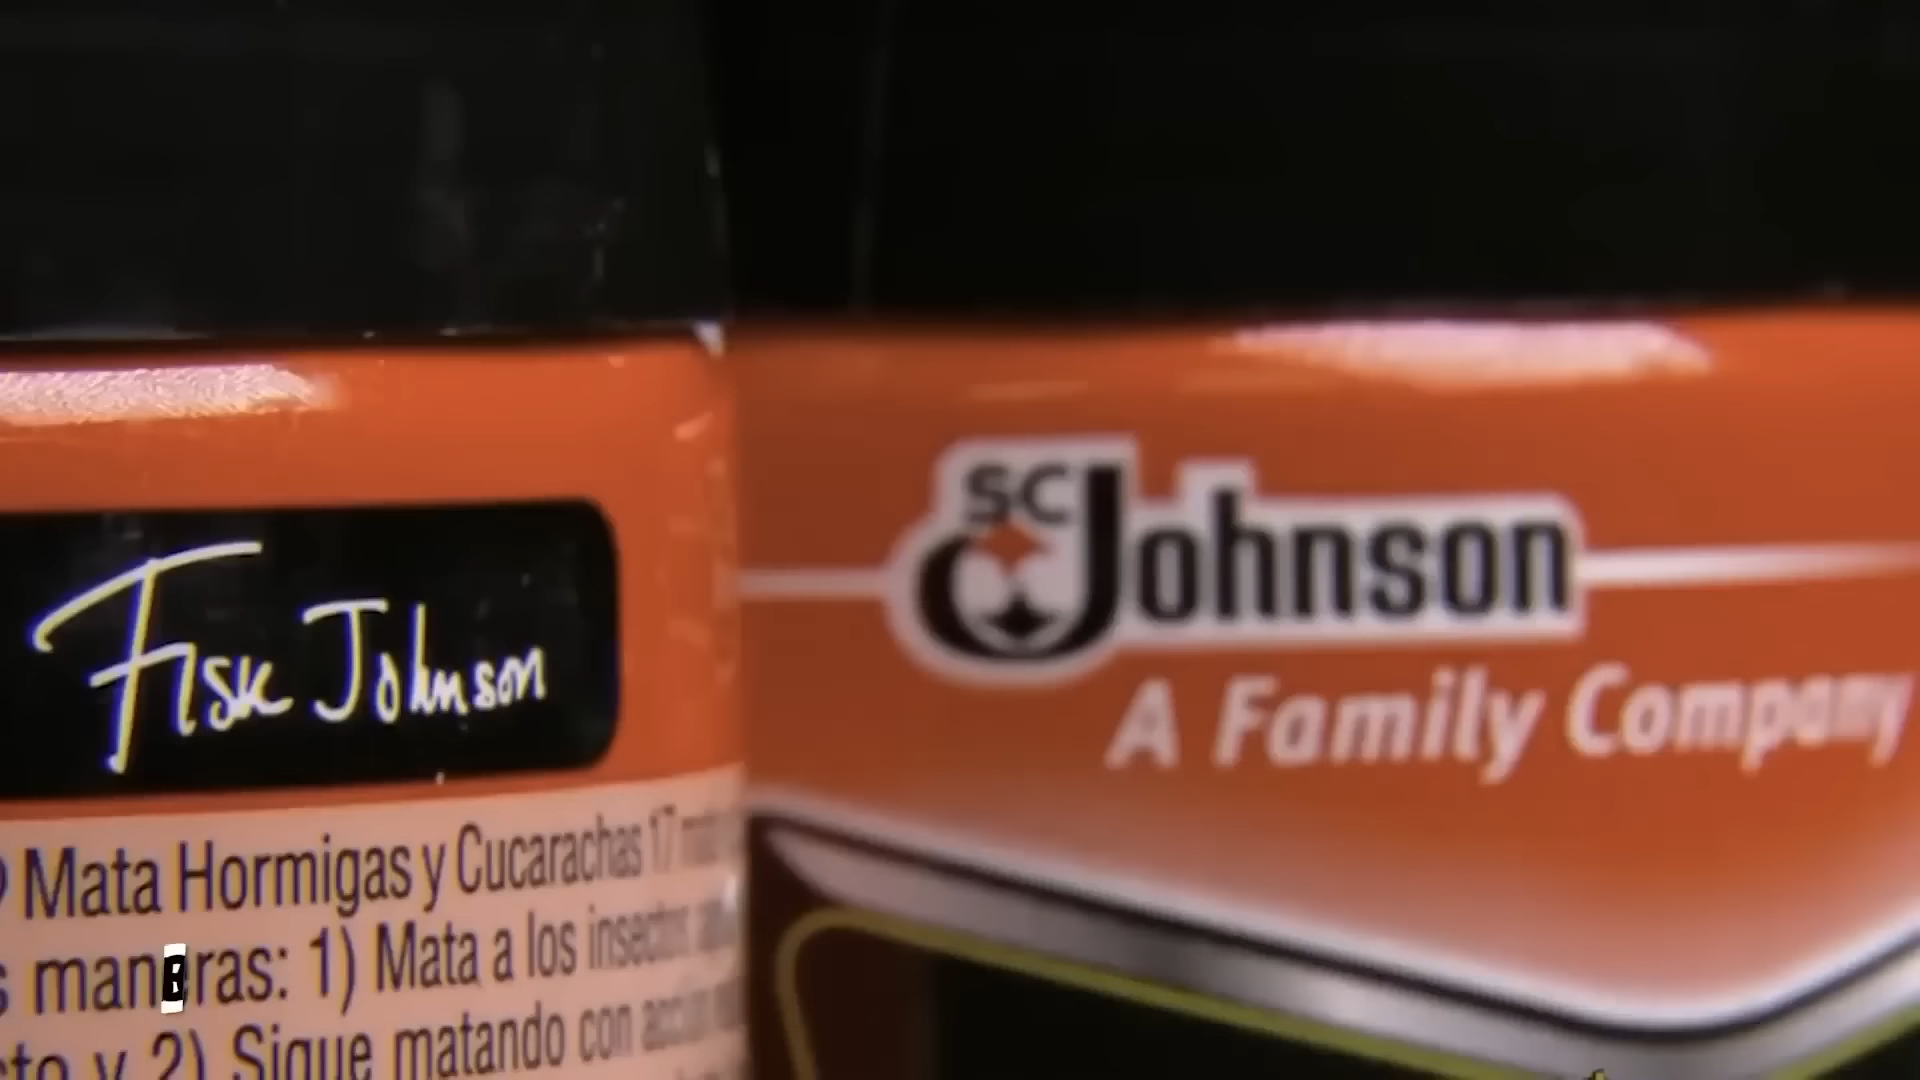 Fisk Johnson
Mata Hormigas y Cucarachas 17
maneras: 1) Mata a los insectos
y 2) Sigue matando con
SC Johnson
A Family Company